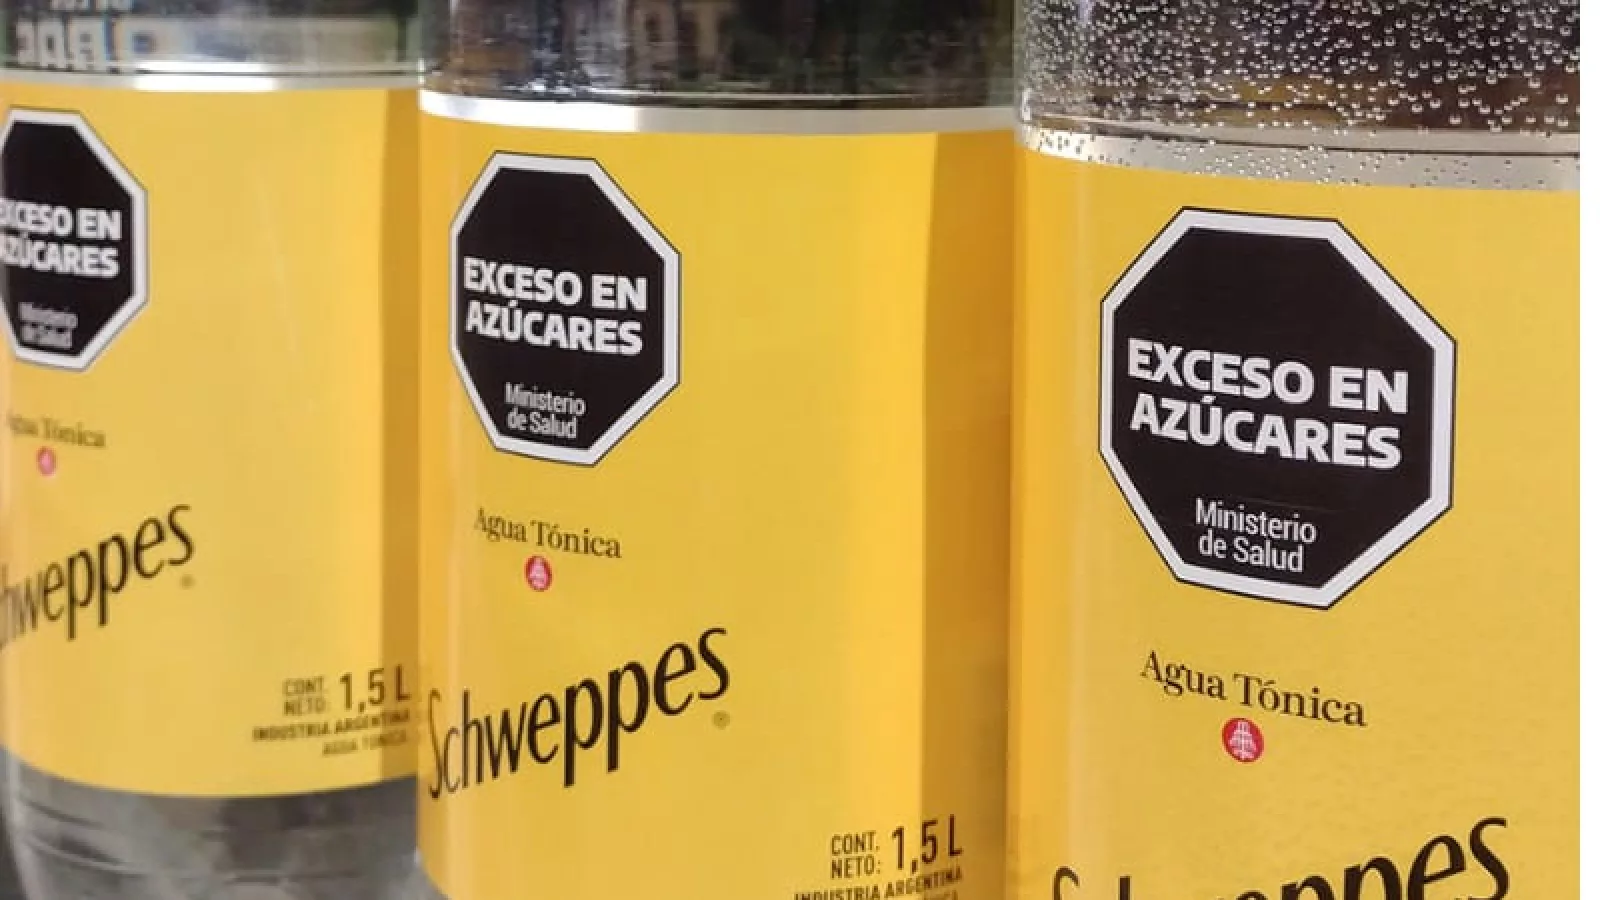 EXCESO EN
AZÚCARES
Ministerio
de Salud
Agua Tónica
Schweppes
CONT.
NETO: 1,5 L
INDUSTRIA ARGENTINA
AGUA TÓNICA
EXCESO EN
AZÚCARES
Ministerio
de Salud
Agua Tónica
Schweppes®
CONT.
NETO: 1,5 L
INDUSTRIA ARGENTINA
EXCESO EN
AZÚCARES
Ministerio
de Salud
Agua Tónica
Schweppes